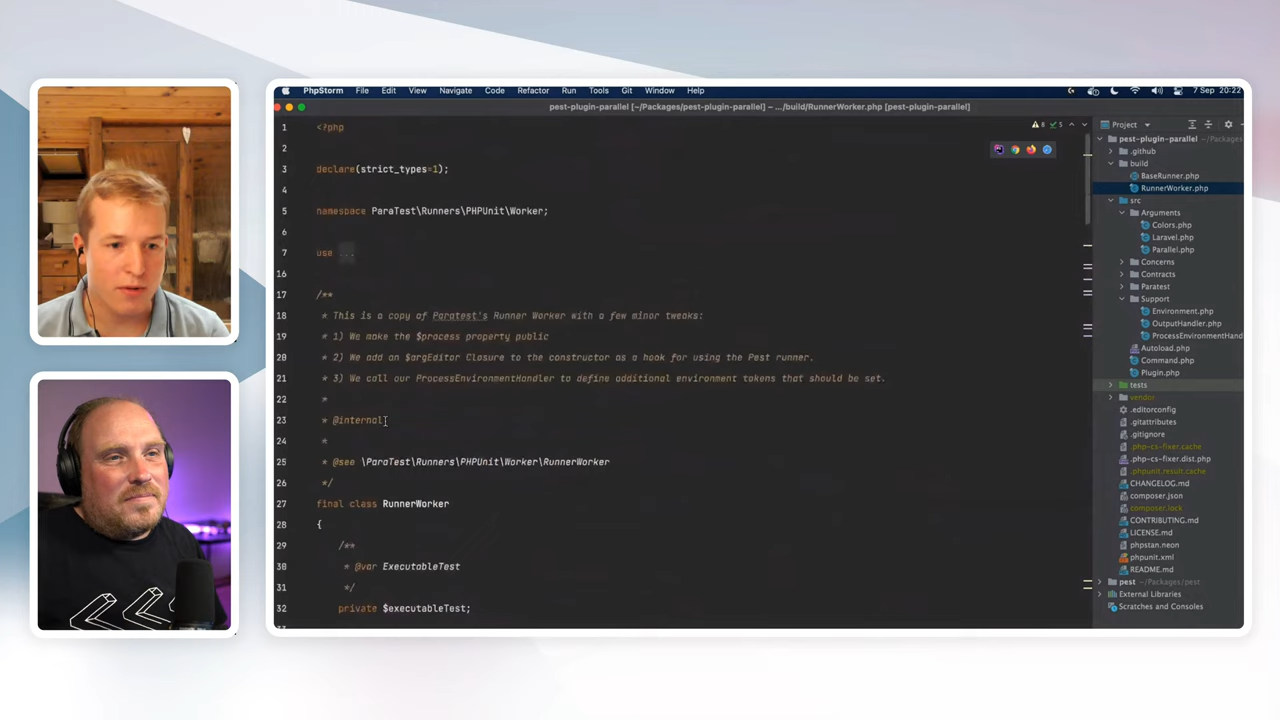 PhpStorm File Edit View Navigate Code Refactor Run Tools Git Window Help 7 Sep 20:22
pest-plugin-parallel [~/Packages/pest-plugin-parallel] – .../build/RunnerWorker.php [pest-plugin-parallel]
1 <?php
2
3 declare(strict_types=1);
4
5 namespace ParaTest\Runners\PHPUnit\Worker;
6
7 use ...
16
17 /**
18 * This is a copy of Paratest's Runner Worker with a few minor tweaks:
19 * 1) We make the $process property public
20 * 2) We add an $argEditor Closure to the constructor as a hook for using the Pest runner.
21 * 3) We call our ProcessEnvironmentHandler to define additional environment tokens that should be set.
22 *
23 * @internal
24 *
25 * @see \ParaTest\Runners\PHPUnit\Worker\RunnerWorker
26 */
27 final class RunnerWorker
28 {
29 /**
30 * @var ExecutableTest
31 */
32 private $executableTest;
8 5
Project
pest-plugin-parallel ~/Packages
.github
build
BaseRunner.php
RunnerWorker.php
src
Arguments
Colors.php
Laravel.php
Parallel.php
Concerns
Contracts
Paratest
Support
Environment.php
OutputHandler.php
ProcessEnvironmentHand
Autoload.php
Command.php
Plugin.php
tests
vendor
.editorconfig
.gitattributes
.gitignore
.php-cs-fixer.cache
.php-cs-fixer.dist.php
.phpunit.result.cache
CHANGELOG.md
composer.json
composer.lock
CONTRIBUTING.md
LICENSE.md
phpstan.neon
phpunit.xml
README.md
pest ~/Packages/pest
External Libraries
Scratches and Consoles